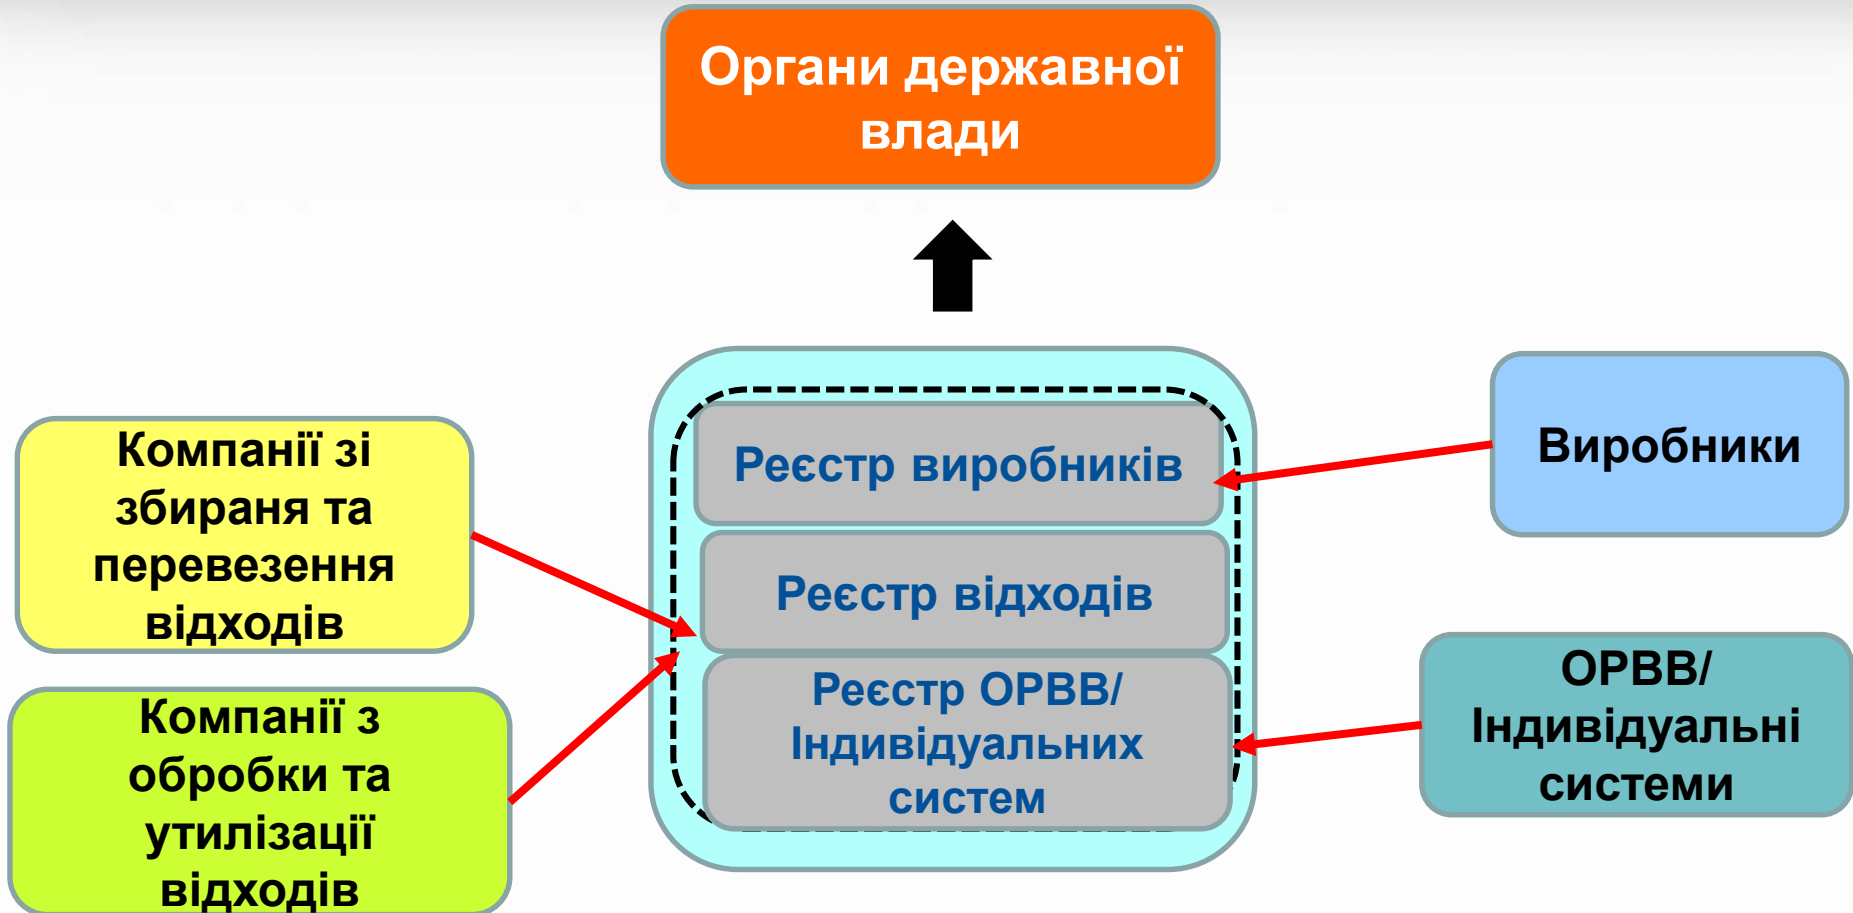 Органи державної
влади
Реєстр виробників
Реєстр відходів
Реєстр ОРВВ/
Індивідуальних
систем
Компанії зі
збираня та
перевезення
відходів
Компанії з
обробки та
утилізації
відходів
Виробники
ОРВВ/
Індивідуальні
системи